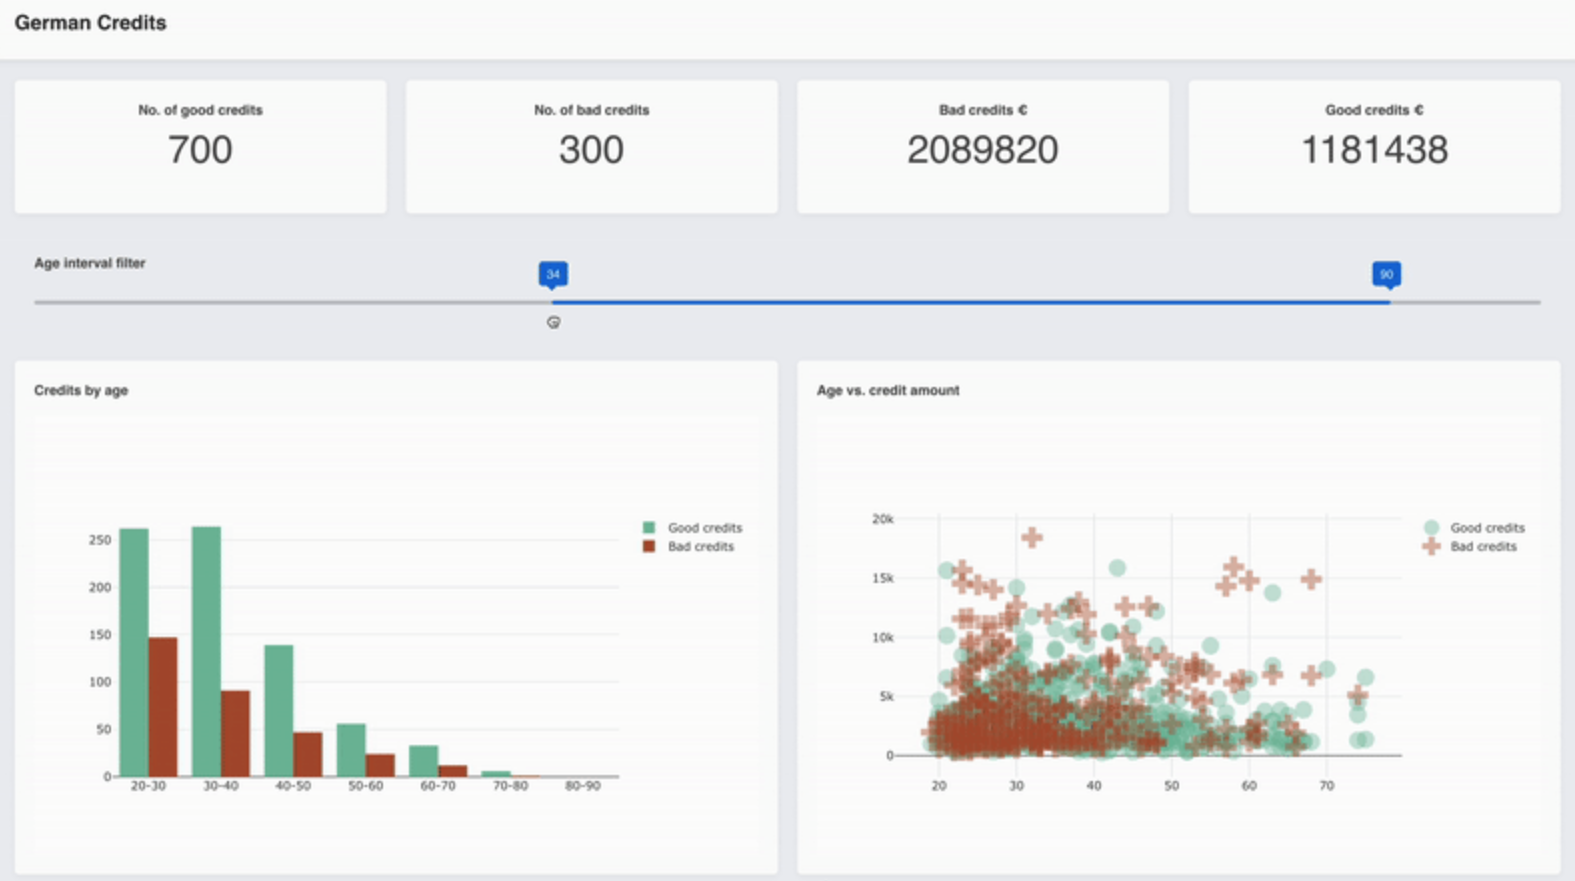 German Credits
No. of good credits
700
No. of bad credits
300
Bad credits €
2089820
Good credits €
1181438
Age interval filter
34
90
Credits by age
250
200
150
100
50
0
20-30 30-40 40-50 50-60 60-70 70-80 80-90
Good credits
Bad credits
Age vs. credit amount
20k
15k
10k
5k
0
20 30 40 50 60 70
Good credits
Bad credits